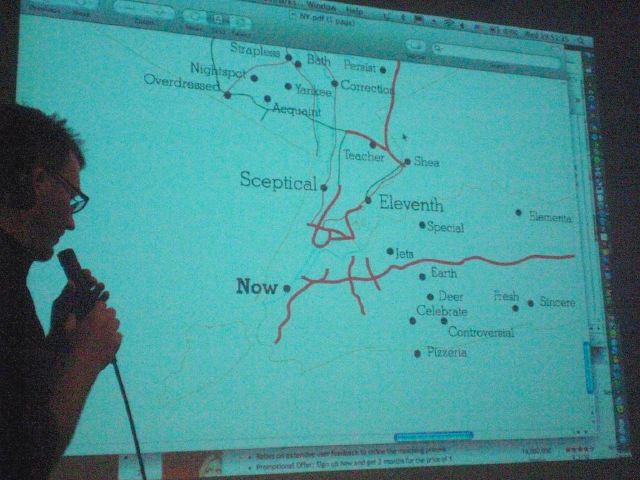 Window Help
NY.pdf (1 page)
Strapless
Bath
Persist
Nightspot
Overdressed
Yankee
Correction
Acquaint
Teacher
Shea
Sceptical
Eleventh
Special
Elementa
Jets
Earth
Now
Deer
Fresh
Sincere
Celebrate
Controversial
Pizzeria
• Relies on extensive user feedback to refine the matching process
• Promotional Offer: Sign up now and get 2 months for the price of 1